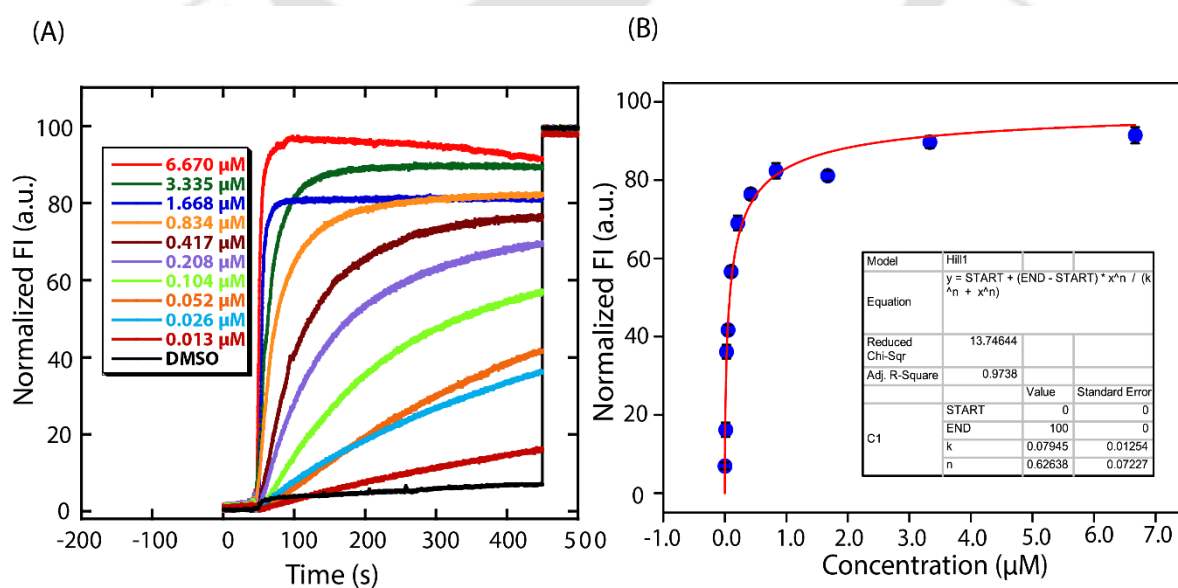 (A)
Normalized FI (a.u.)
100
80
60
40
20
0
6.670 µM
3.335 µM
1.668 µM
0.834 µM
0.417 µM
0.208 µM
0.104 µM
0.052 µM
0.026 µM
0.013 µM
DMSO
-200 -100 0 100 200 300 400 500
Time (s)
(B)
Normalized FI (a.u.)
100
80
60
40
20
0
Model Hill1
Equation y = START + (END - START) * x^n / (k
^n + x^n)
Reduced 13.74644
Chi-Sqr
Adj. R-Square 0.9738
Value Standard Error
START 0 0
C1 END 100 0
k 0.07945 0.01254
n 0.62638 0.07227
-1.0 0.0 1.0 2.0 3.0 4.0 5.0 6.0 7.0
Concentration (µM)